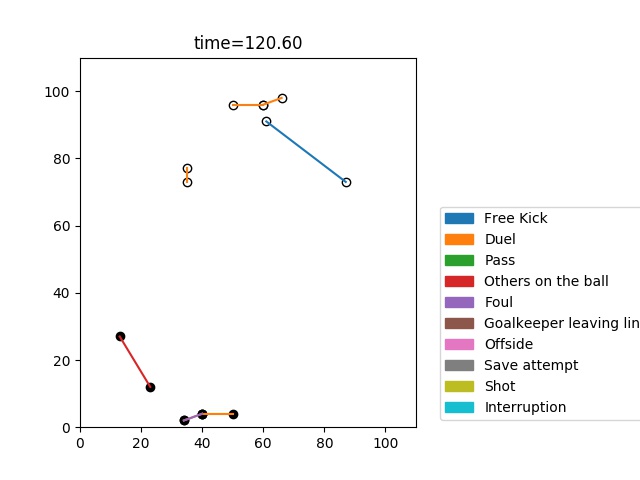 time=120.60
100
80
60
40
20
0
0 20 40 60 80 100
Free Kick
Duel
Pass
Others on the ball
Foul
Goalkeeper leaving lin
Offside
Save attempt
Shot
Interruption